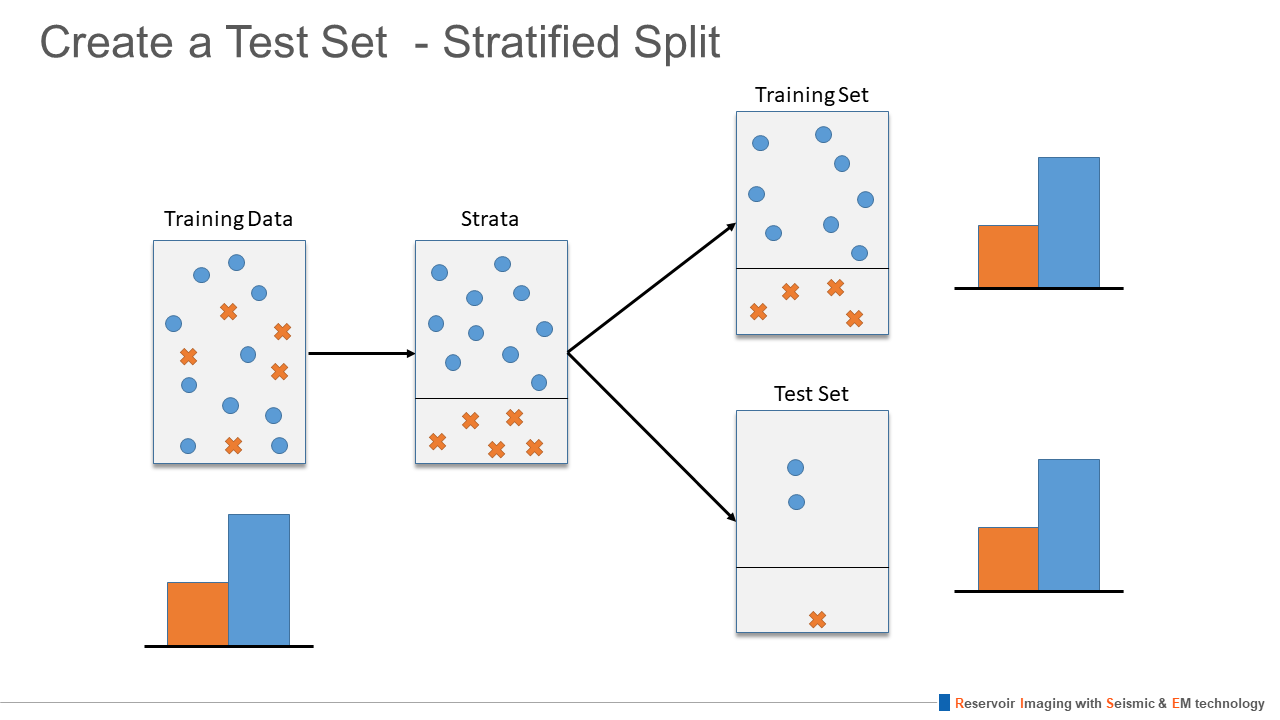 Create a Test Set - Stratified Split
Training Set
Training Data
Strata
Test Set
Reservoir Imaging with Seismic & EM technology